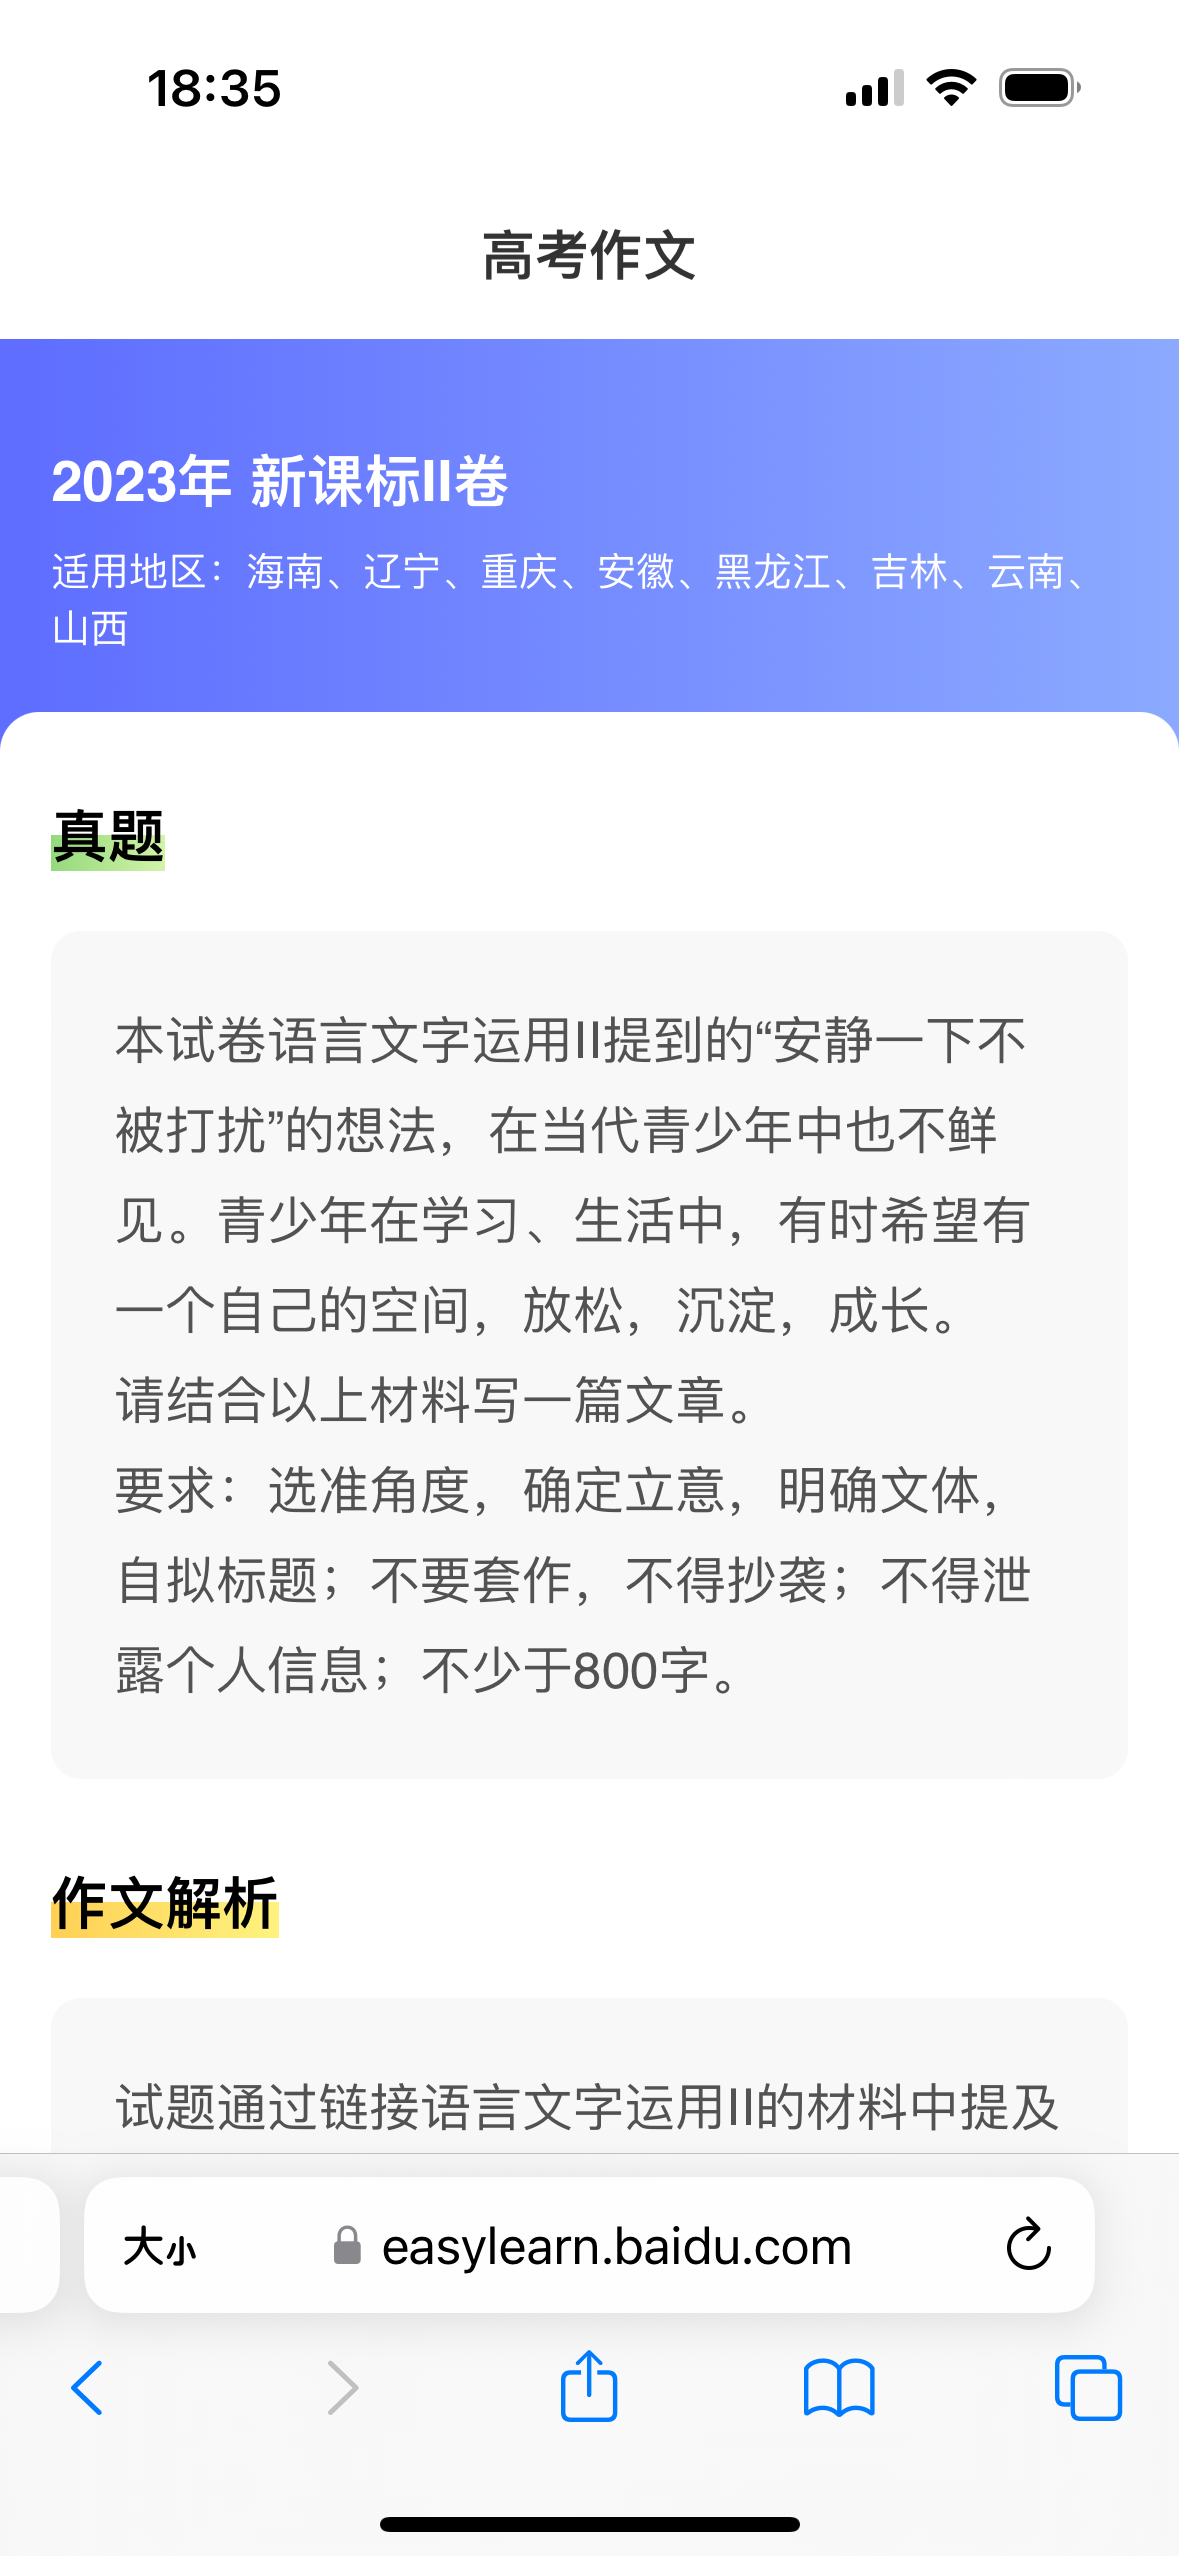 18:35
高考作文
2023年 新课标II卷
适用地区：海南、辽宁、重庆、安徽、黑龙江、吉林、云南、
山西
真题
本试卷语言文字运用II提到的“安静一下不
被打扰”的想法，在当代青少年中也不鲜
见。青少年在学习、生活中，有时希望有
一个自己的空间，放松，沉淀，成长。
请结合以上材料写一篇文章。
要求：选准角度，确定立意，明确文体，
自拟标题；不要套作，不得抄袭；不得泄
露个人信息；不少于800字。
作文解析
试题通过链接语言文字运用II的材料中提及
大小 easylearn.baidu.com